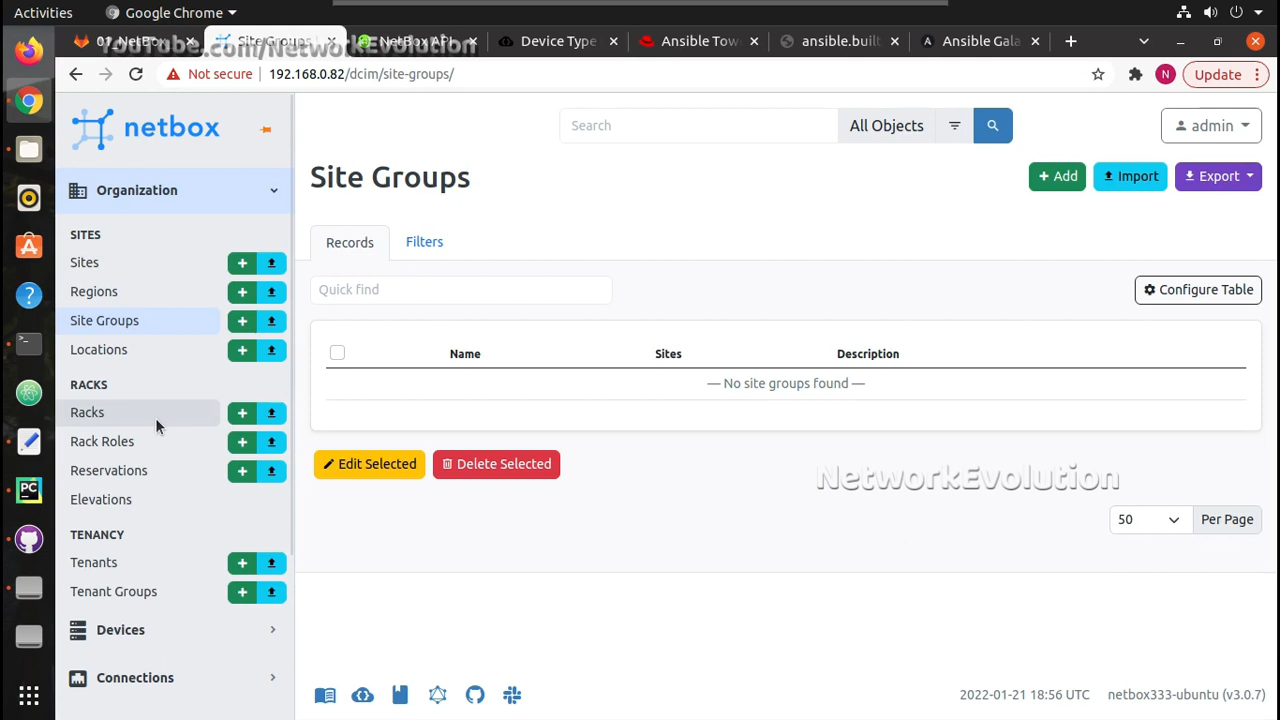 Activities
Google Chrome
Site Groups
NetBox API
Device Type
Ansible Tow
ansible.built
Youtube.com/NetworkEvolution
Not secure
192.168.0.82/dcim/site-groups/
N
Update
netbox
Search
All Objects
admin
Organization
Site Groups
Add
Import
Export
SITES
Sites
Regions
Site Groups
Locations
Records
Filters
Quick find
Configure Table
Name
Sites
Description
— No site groups found —
RACKS
Racks
Rack Roles
Reservations
Elevations
Edit Selected
Delete Selected
NetworkEvolution
50
Per Page
TENANCY
Tenants
Tenant Groups
Devices
Connections
2022-01-21 18:56 UTC
netbox333-ubuntu (v3.0.7)